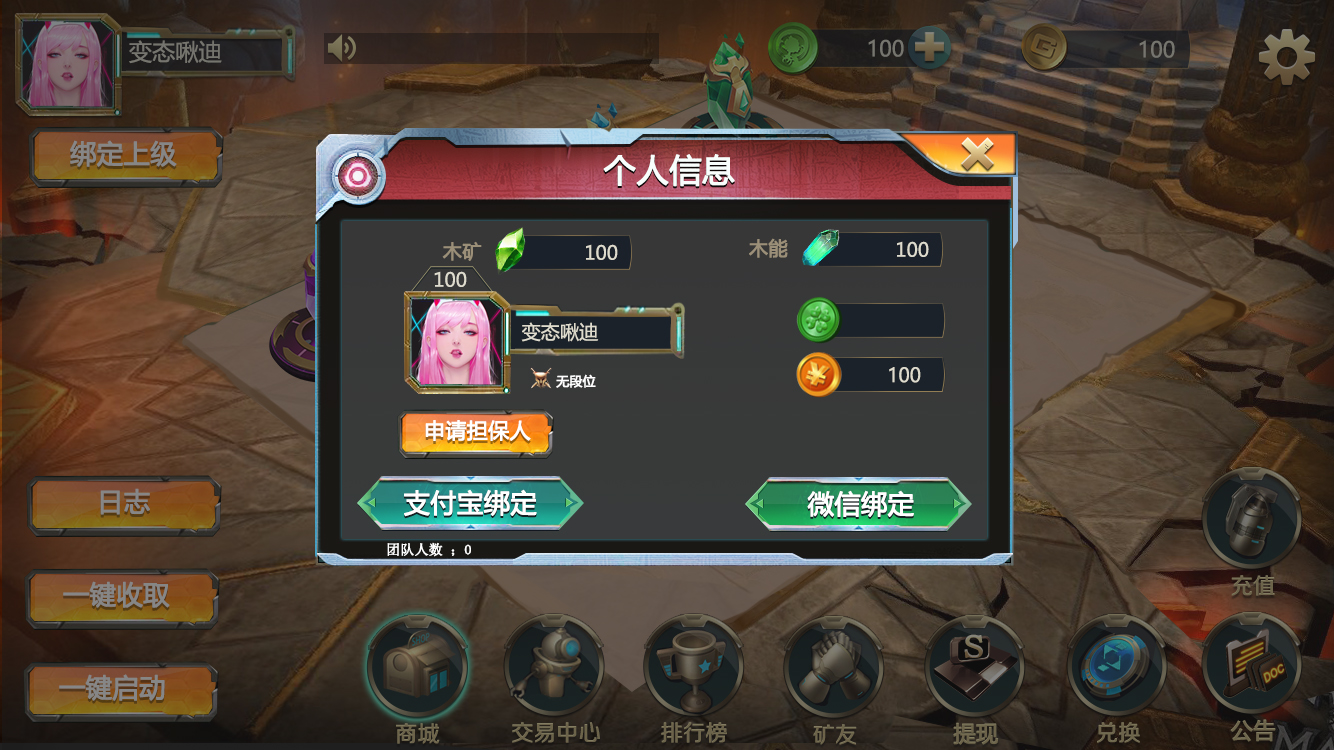 变态啾迪
100
100
绑定上级
个人信息
木矿
100
木能
100
100
变态啾迪
无段位
100
申请担保人
支付宝绑定
微信绑定
团队人数 ：0
日志
一键收取
一键启动
充值
商城
交易中心
排行榜
矿友
S
提现
兑换
DOC
公告